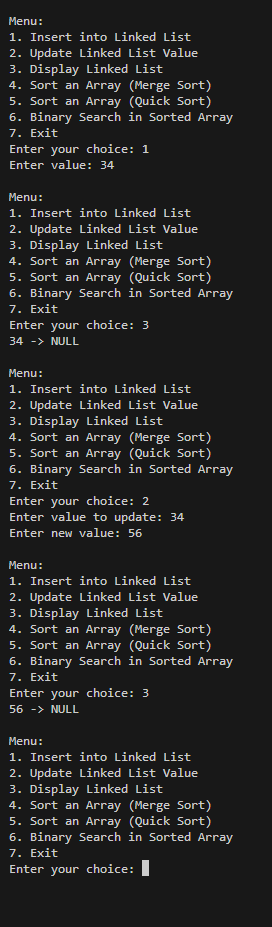 Menu:
1. Insert into Linked List
2. Update Linked List Value
3. Display Linked List
4. Sort an Array (Merge Sort)
5. Sort an Array (Quick Sort)
6. Binary Search in Sorted Array
7. Exit
Enter your choice: 1
Enter value: 34

Menu:
1. Insert into Linked List
2. Update Linked List Value
3. Display Linked List
4. Sort an Array (Merge Sort)
5. Sort an Array (Quick Sort)
6. Binary Search in Sorted Array
7. Exit
Enter your choice: 3
34 -> NULL

Menu:
1. Insert into Linked List
2. Update Linked List Value
3. Display Linked List
4. Sort an Array (Merge Sort)
5. Sort an Array (Quick Sort)
6. Binary Search in Sorted Array
7. Exit
Enter your choice: 2
Enter value to update: 34
Enter new value: 56

Menu:
1. Insert into Linked List
2. Update Linked List Value
3. Display Linked List
4. Sort an Array (Merge Sort)
5. Sort an Array (Quick Sort)
6. Binary Search in Sorted Array
7. Exit
Enter your choice: 3
56 -> NULL

Menu:
1. Insert into Linked List
2. Update Linked List Value
3. Display Linked List
4. Sort an Array (Merge Sort)
5. Sort an Array (Quick Sort)
6. Binary Search in Sorted Array
7. Exit
Enter your choice: